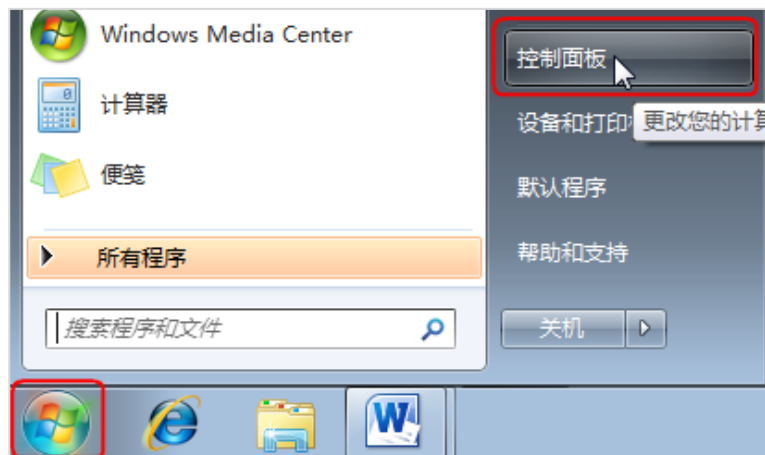 Windows Media Center
计算器
便笺
所有程序
搜索程序和文件
控制面板
设备和打印
更改您的计算
默认程序
帮助和支持
关机